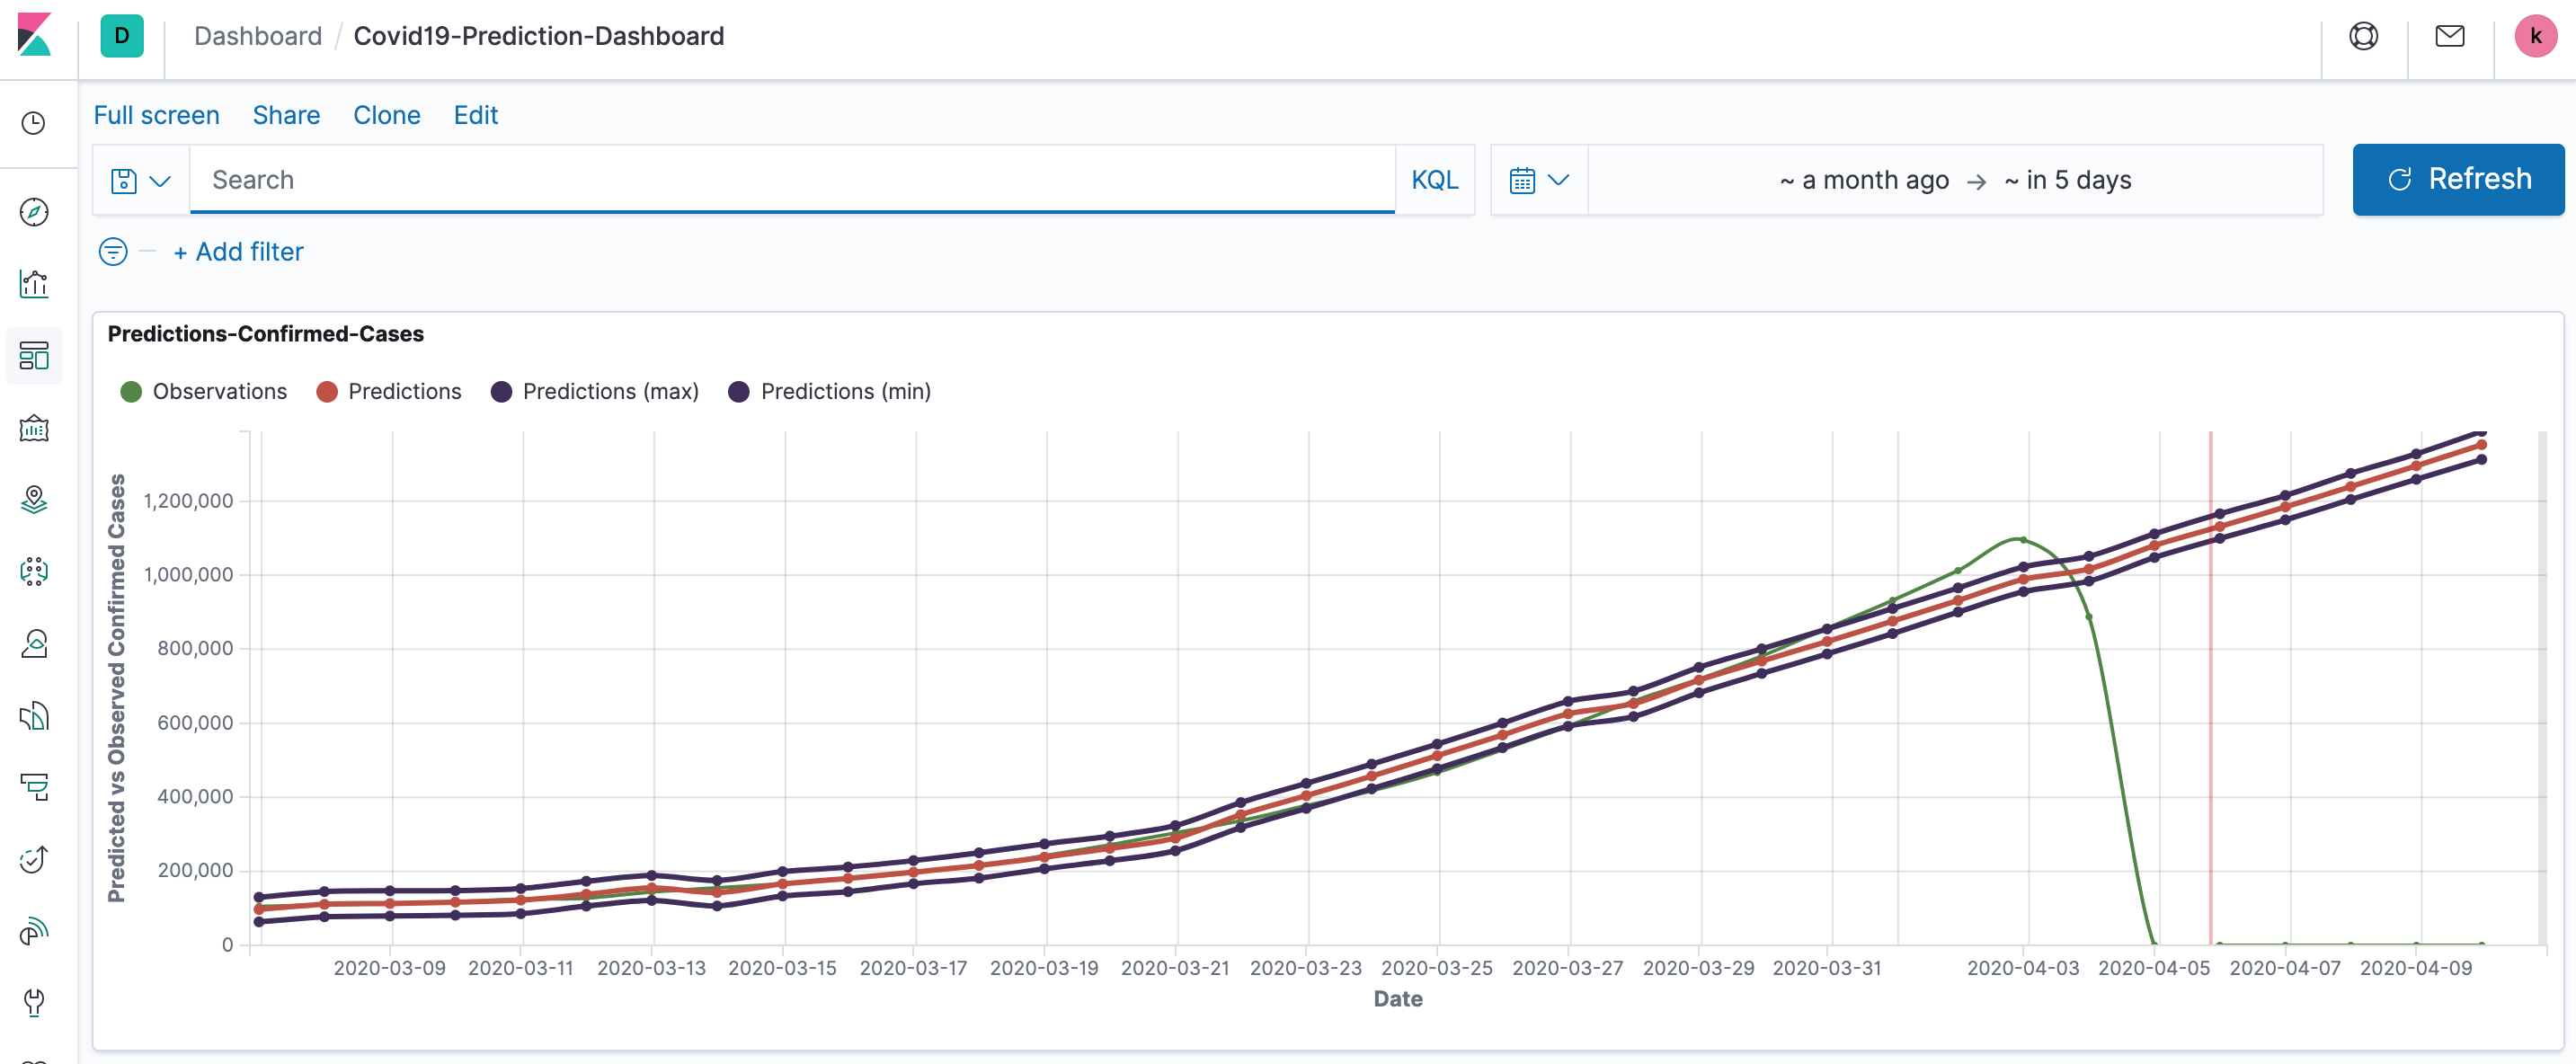 D Dashboard / Covid19-Prediction-Dashboard k
Full screen Share Clone Edit
Search KQL ~ a month ago → ~ in 5 days Refresh
+ Add filter
Predictions-Confirmed-Cases
Observations Predictions Predictions (max) Predictions (min)
Predicted vs Observed Confirmed Cases
1,200,000
1,000,000
800,000
600,000
400,000
200,000
0
2020-03-09 2020-03-11 2020-03-13 2020-03-15 2020-03-17 2020-03-19 2020-03-21 2020-03-23 2020-03-25 2020-03-27 2020-03-29 2020-03-31 2020-04-03 2020-04-05 2020-04-07 2020-04-09
Date